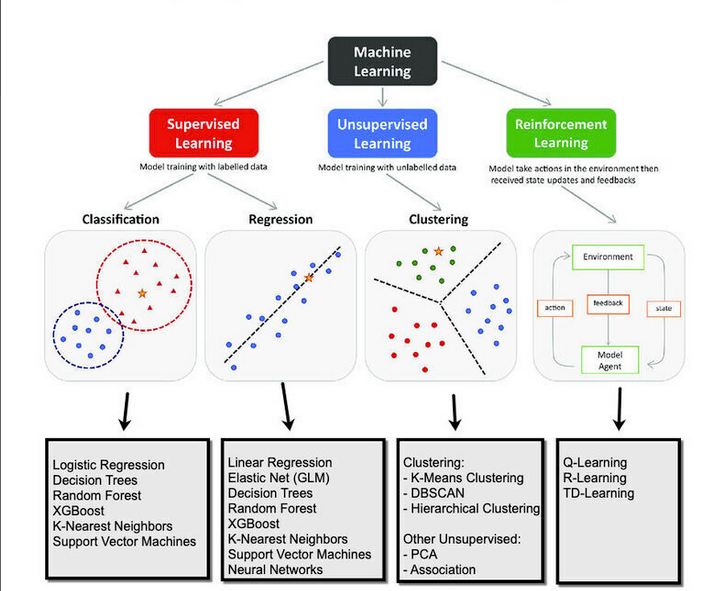 Machine
Learning
Supervised
Learning
Unsupervised
Learning
Reinforcement
Learning
Model training with labelled data
Model training with unlabelled data
Model take actions in the environment then
received state updates and feedbacks
Classification
Regression
Clustering
Environment
action
feedback
state
Model
Agent
Logistic Regression
Decision Trees
Random Forest
XGBoost
K-Nearest Neighbors
Support Vector Machines
Linear Regression
Elastic Net (GLM)
Decision Trees
Random Forest
XGBoost
K-Nearest Neighbors
Support Vector Machines
Neural Networks
Clustering:
- K-Means Clustering
- DBSCAN
- Hierarchical Clustering
Other Unsupervised:
- PCA
- Association
Q-Learning
R-Learning
TD-Learning